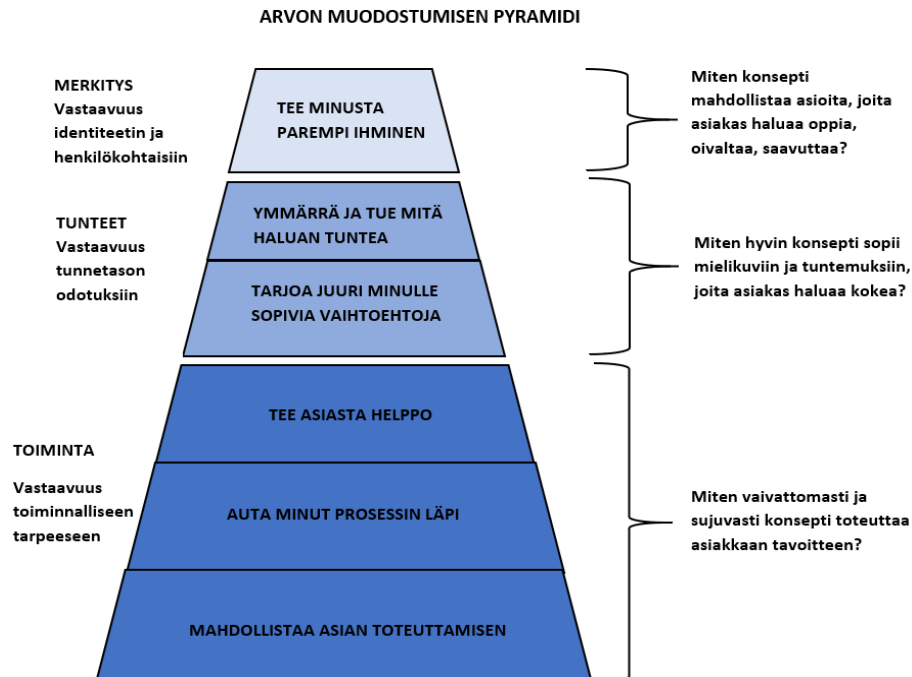 ARVON MUODOSTUMISEN PYRAMIDI
MERKITYS
Vastaavuus
identiteetin ja
henkilökohtaisiin
TEE MINUSTA
PAREMPI IHMINEN
Miten konsepti
mahdollistaa asioita, joita
asiakas haluaa oppia,
oivaltaa, saavuttaa?
TUNTEET
Vastaavuus
tunnetason
odotuksiin
YMMÄRRÄ JA TUE MITÄ
HALUAN TUNTEA
TARJOA JUURI MINULLE
SOPIVIA VAIHTOEHTOJA
Miten hyvin konsepti sopii
mielikuviin ja tuntemuksiin,
joita asiakas haluaa kokea?
TOIMINTA
Vastaavuus
toiminnalliseen
tarpeeseen
TEE ASIASTA HELPPO
AUTA MINUT PROSESSIN LÄPI
MAHDOLLISTAA ASIAN TOTEUTTAMISEN
Miten vaivattomasti ja
sujuvasti konsepti toteuttaa
asiakkaan tavoitteen?